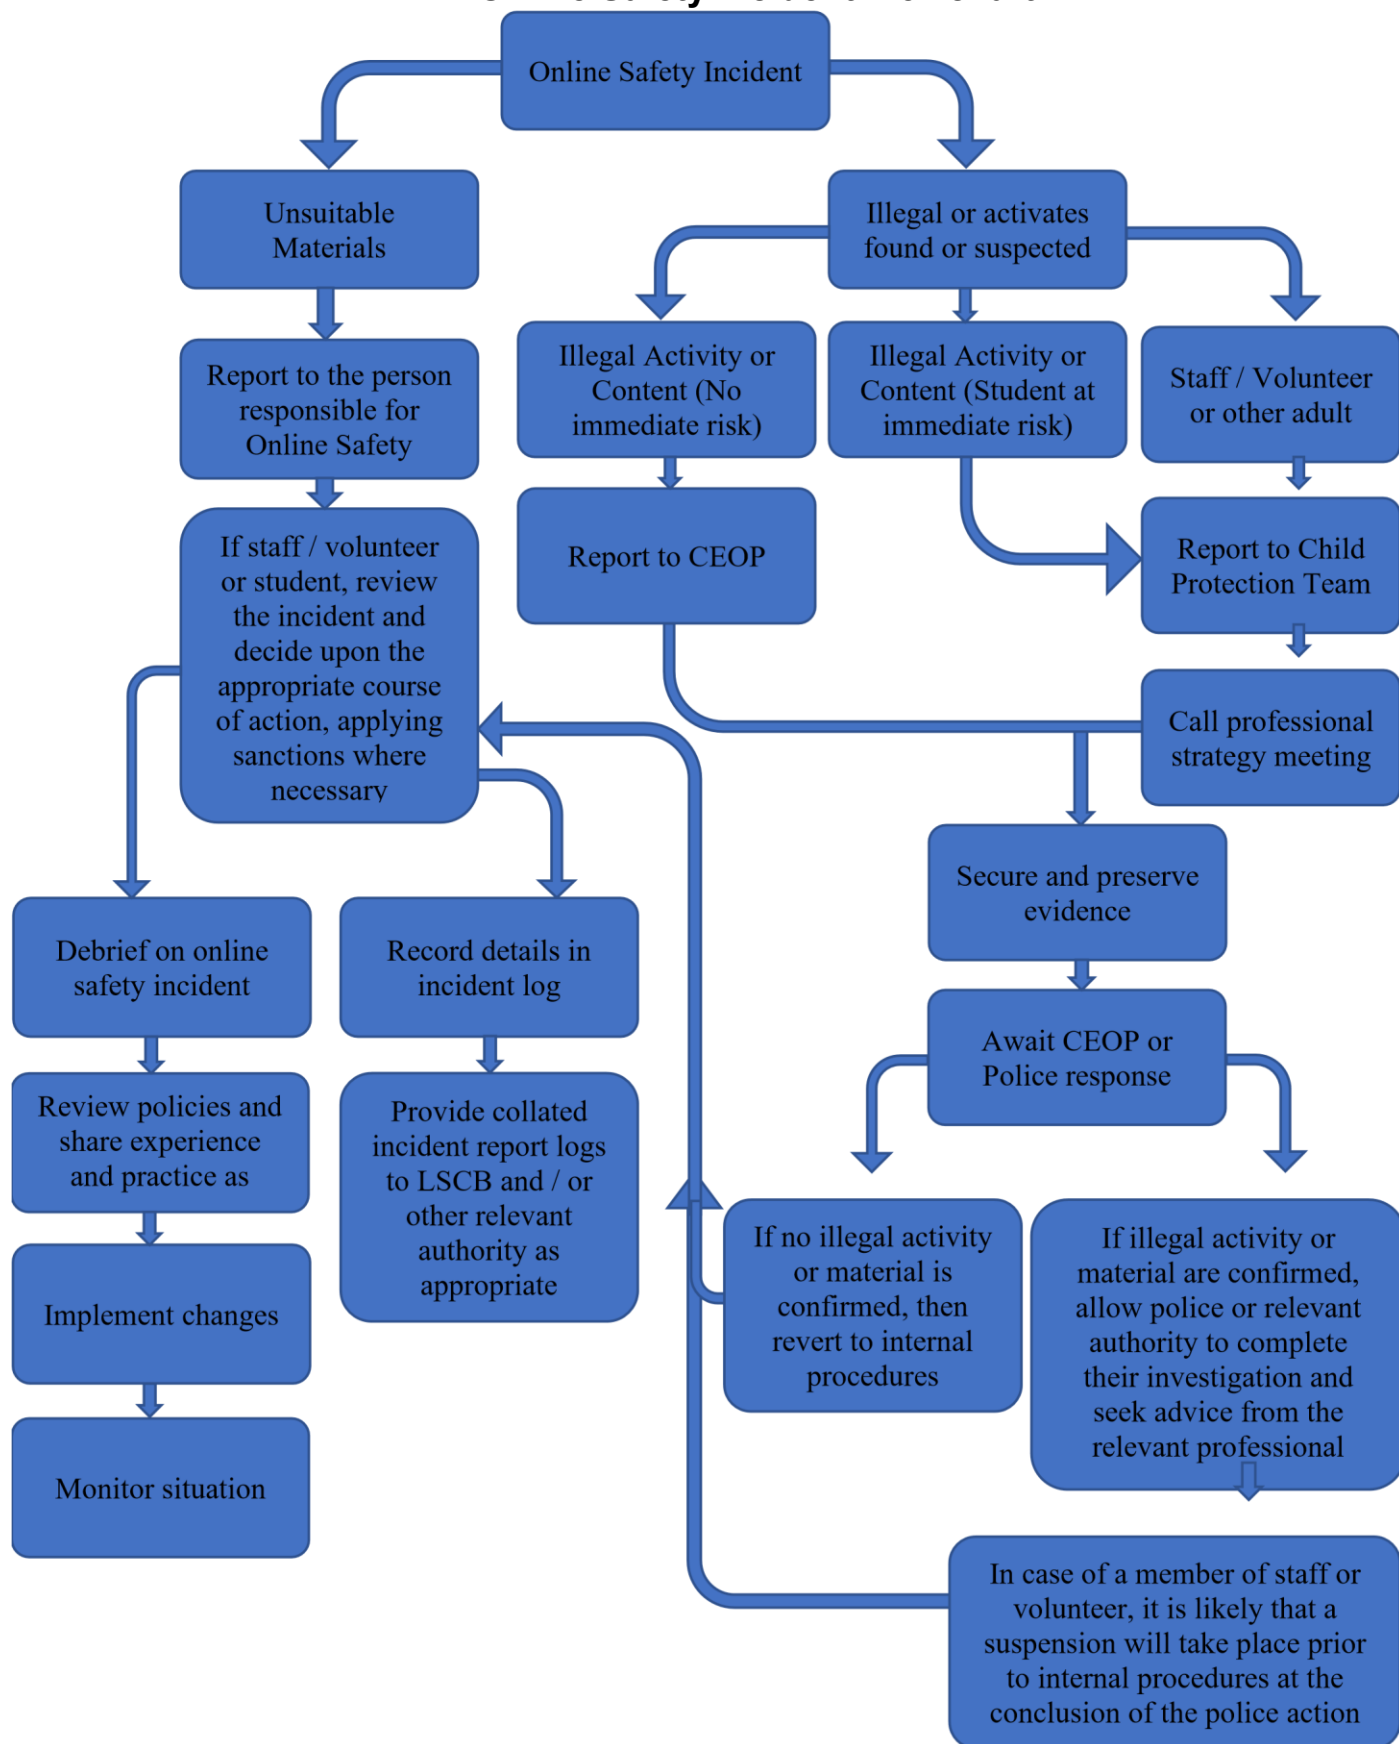 Online Safety Incident
Unsuitable
Materials
Illegal or activates
found or suspected
Report to the person
responsible for
Online Safety
Illegal Activity or
Content (No
immediate risk)
Illegal Activity or
Content (Student at
immediate risk)
Staff / Volunteer
or other adult
If staff / volunteer
or student, review
the incident and
decide upon the
appropriate course
of action, applying
sanctions where
necessary
Report to CEOP
Report to Child
Protection Team
Call professional
strategy meeting
Secure and preserve
evidence
Debrief on online
safety incident
Record details in
incident log
Await CEOP or
Police response
Review policies and
share experience
and practice as
Provide collated
incident report logs
to LSCB and / or
other relevant
authority as
appropriate
Implement changes
If no illegal activity
or material is
confirmed, then
revert to internal
procedures
If illegal activity or
material are confirmed,
allow police or relevant
authority to complete
their investigation and
seek advice from the
relevant professional
Monitor situation
In case of a member of staff or
volunteer, it is likely that a
suspension will take place prior
to internal procedures at the
conclusion of the police action